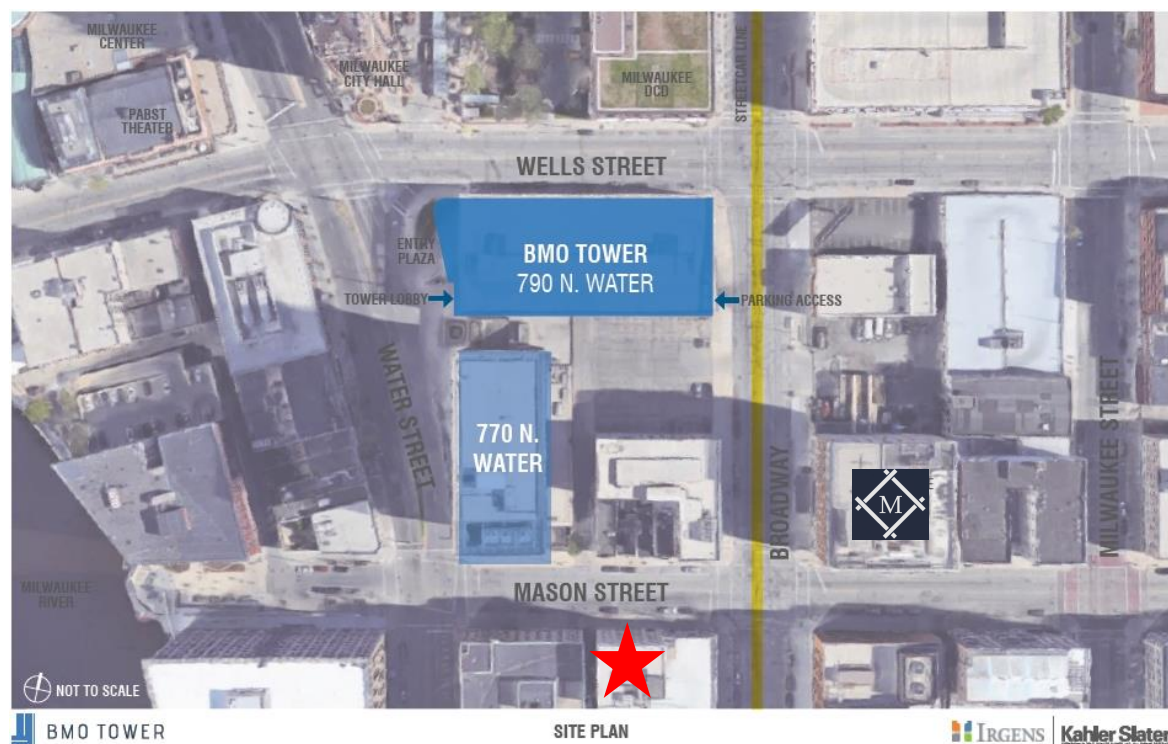 MILWAUKEE
CENTER
PABST
THEATER
MILWAUKEE
CITY HALL
MILWAUKEE
DCD
STREETCAR LINE
WELLS STREET
ENTRY
PLAZA
BMO TOWER
790 N. WATER
TOWER LOBBY
PARKING ACCESS
WATER STREET
770 N.
WATER
BROADWAY
M
MILWAUKEE STREET
MASON STREET
MILWAUKEE
RIVER
NOT TO SCALE
BMO TOWER
SITE PLAN
IRGENS
Kahler Slater